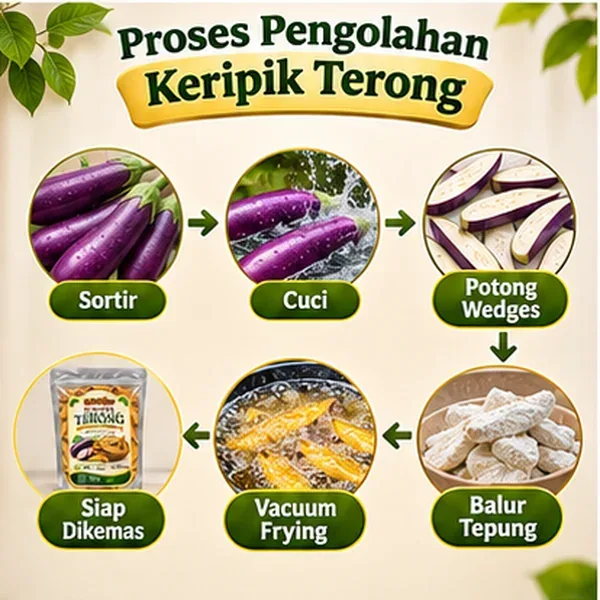 Proses Pengolahan
Keripik Terong
Sortir
Cuci
Potong
Wedges
TERONG
Siap
Dikemas
Vacuum
Frying
Balur
Tepung